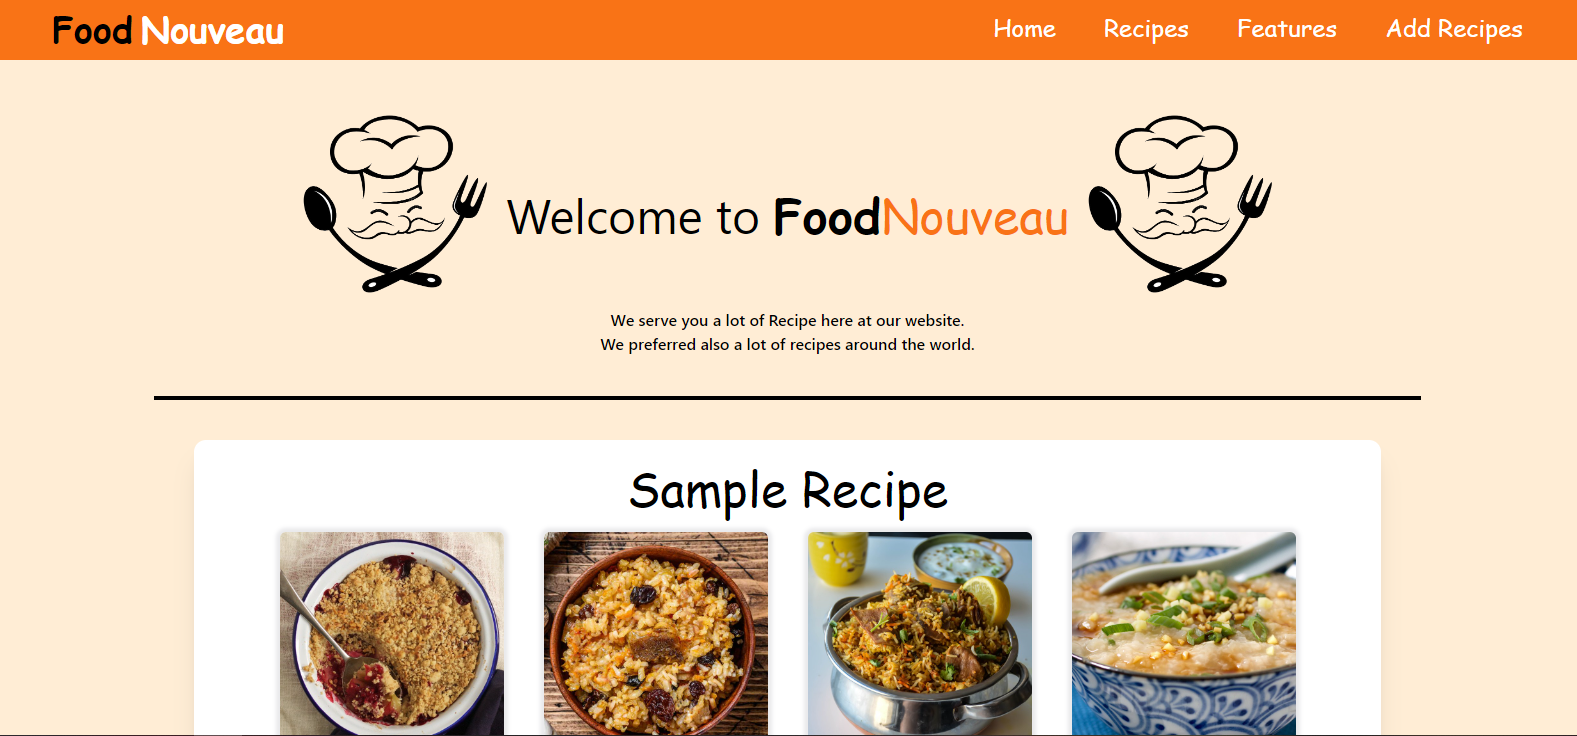 Food Nouveau Home Recipes Features Add Recipes
Welcome to FoodNouveau
We serve you a lot of Recipe here at our website.
We preferred also a lot of recipes around the world.
Sample Recipe